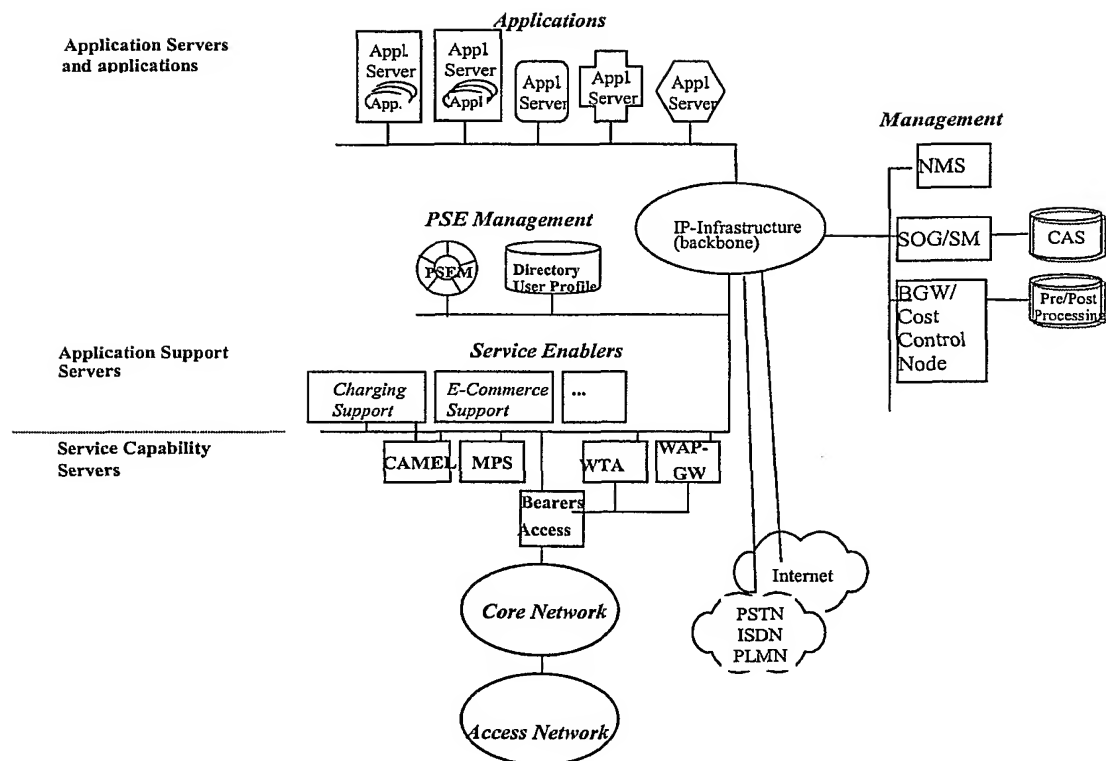 Applications
Application Servers
and applications
Appl
Server
App.
Appl
Server
Appl
Appl
Server
Appl
Server
Appl
Server
Management
NMS
SOG/SM
CAS
BGW/
Cost
Control
Node
Pre/Post
Processing
IP-Infrastructure
(backbone)
PSE Management
PSEM
Directory
User Profile
Application Support
Servers
Service Enablers
Charging
Support
E-Commerce
Support
...
Service Capability
Servers
CAMEL
MPS
WTA
WAP-
GW
Bearers
Access
Internet
PSTN
ISDN
PLMN
Core Network
Access Network